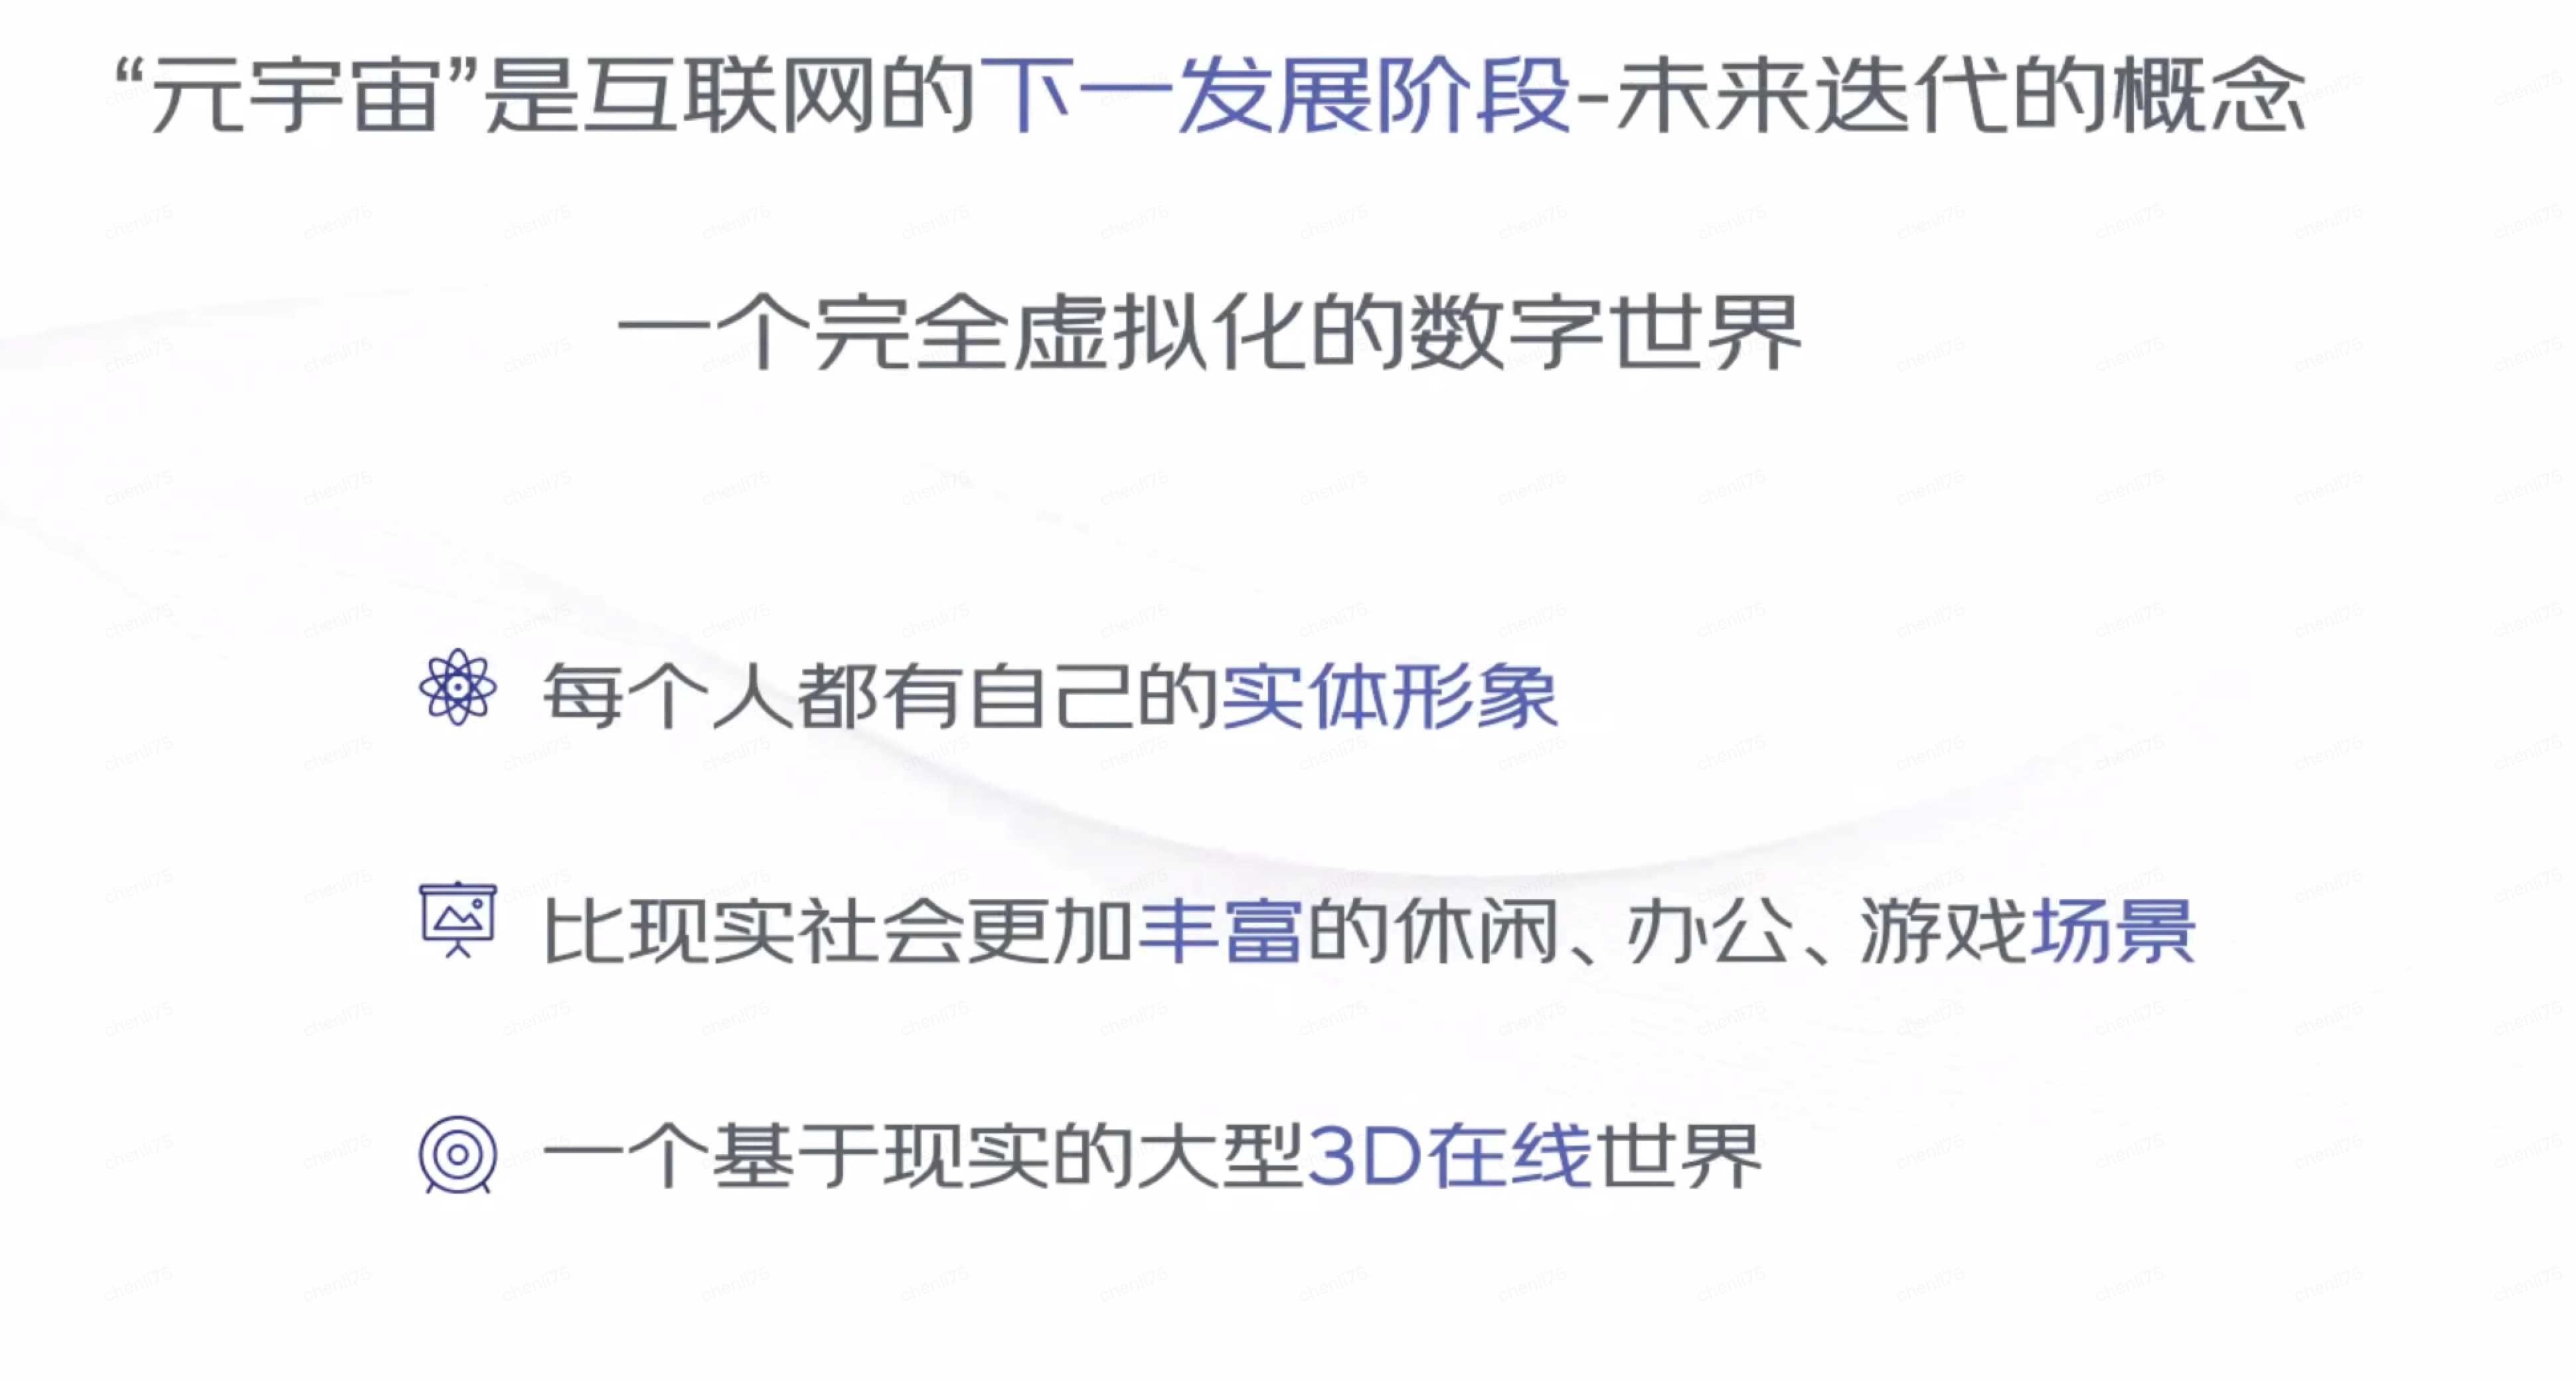 “元宇宙”是互联网的下一发展阶段-未来迭代的概念
一个完全虚拟化的数字世界
每个人都有自己的实体形象
比现实社会更加丰富的休闲、办公、游戏场景
一个基于现实的大型3D在线世界
chenli75